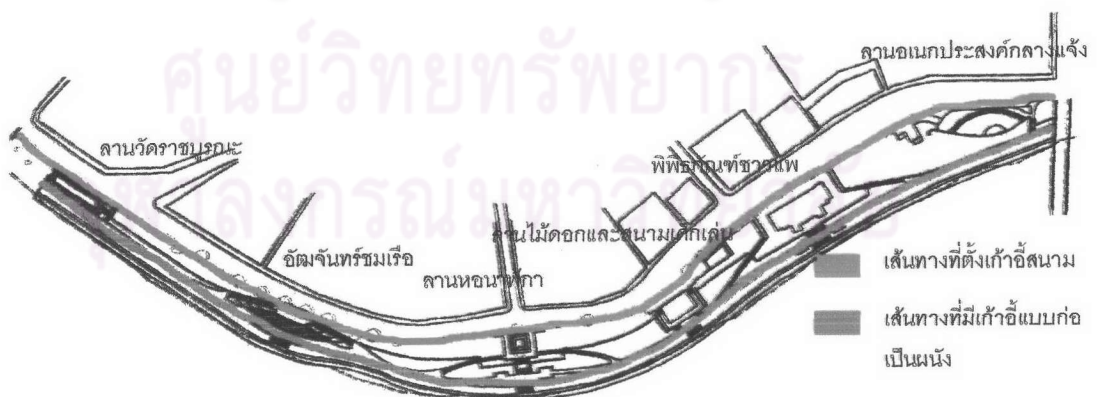 ศูนย์วิทยทรัพยากร
จุฬาลงกรณ์มหาวิทยาลัย
ลานอเนกประสงค์กลางแจ้ง
ลานวัดราชบูรณะ
พิพิธภัณฑ์ชาวแพ
ลานไม้ดอกและสนามเด็กเล่น
อัฒจันทร์ชมเรือ
ลานหอนาฬิกา
เส้นทางที่ตั้งเก้าอี้สนาม
เส้นทางที่มีเก้าอี้แบบก่อ
เป็นผนัง